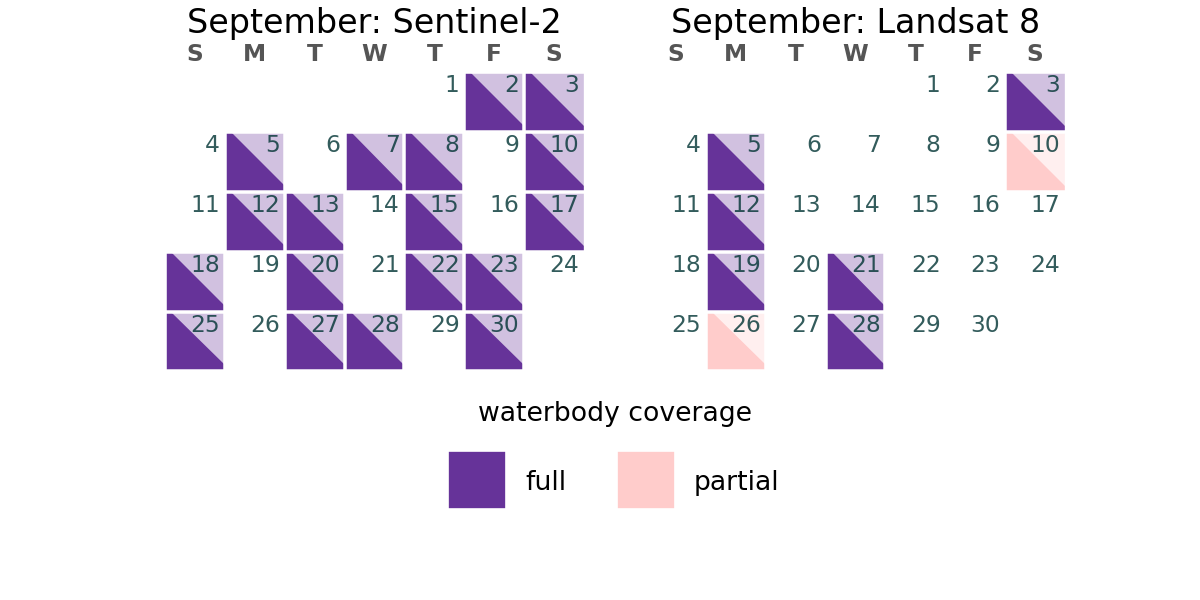 September: Sentinel-2
S M T W T F S
1 2 3
4 5 6 7 8 9 10
11 12 13 14 15 16 17
18 19 20 21 22 23 24
25 26 27 28 29 30
September: Landsat 8
S M T W T F S
1 2 3
4 5 6 7 8 9 10
11 12 13 14 15 16 17
18 19 20 21 22 23 24
25 26 27 28 29 30
waterbody coverage
full
partial